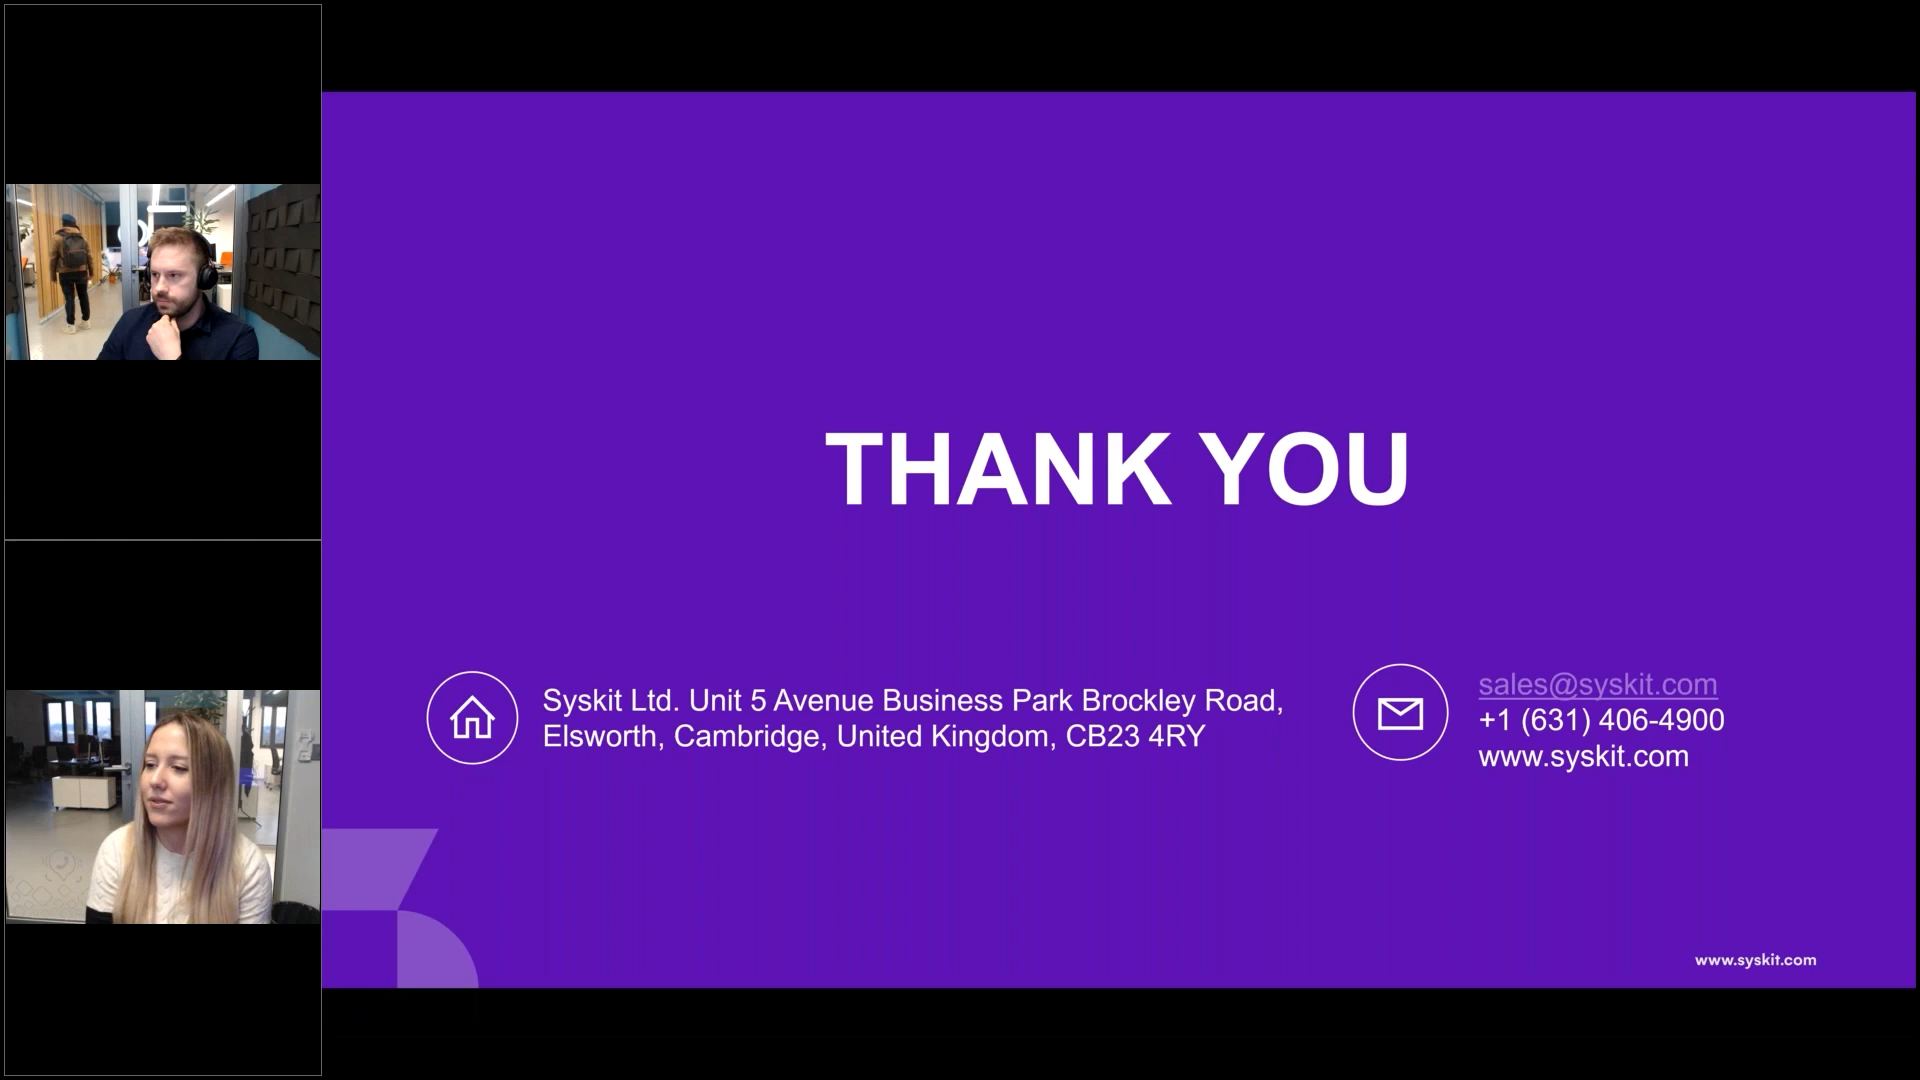 THANK YOU
Syskit Ltd. Unit 5 Avenue Business Park Brockley Road,
Elsworth, Cambridge, United Kingdom, CB23 4RY
sales@syskit.com
+1 (631) 406-4900
www.syskit.com
www.syskit.com